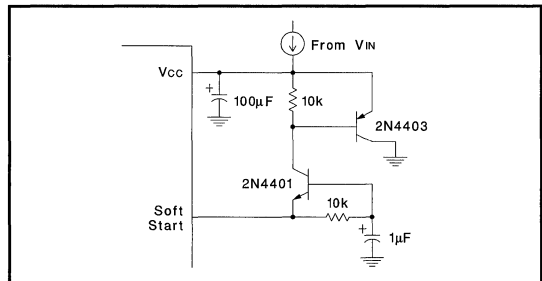 From VIN
Vcc
100µF
10k
2N4403
2N4401
10k
Soft
Start
1µF